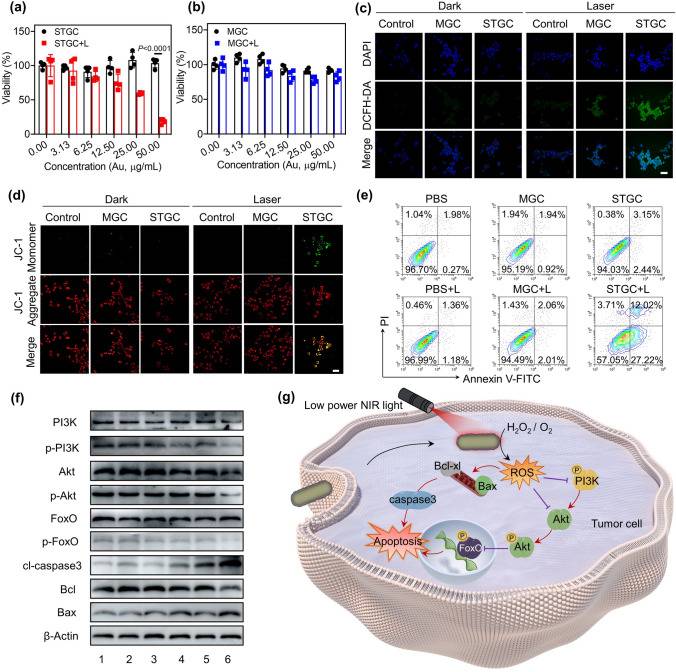 (a)
STGC
STGC+L
P<0.0001
Viability (%)
150
100
50
0
0.00 3.13 6.25 12.50 25.00 50.00
Concentration (Au, μg/mL)
(b)
MGC
MGC+L
Viability (%)
150
100
50
0
0.00 3.13 6.25 12.50 25.00 50.00
Concentration (Au, μg/mL)
(c)
Dark Laser
Control MGC STGC Control MGC STGC
DAPI
DCFH-DA
Merge
(d)
Dark Laser
Control MGC STGC Control MGC STGC
JC-1 Momomer
JC-1 Aggregate
Merge
(e)
PBS MGC STGC
1.04% 1.98% 1.94% 1.94% 0.38% 3.15%
96.70% 0.27% 95.19% 0.92% 94.03% 2.44%
PBS+L MGC+L STGC+L
0.46% 1.36% 1.43% 2.06% 3.71% 12.02%
96.99% 1.18% 94.49% 2.01% 57.05% 27.22%
PI
Annexin V-FITC
(f)
PI3K
p-PI3K
Akt
p-Akt
FoxO
p-FoxO
cl-caspase3
Bcl
Bax
β-Actin
1 2 3 4 5 6
(g)
Low power NIR light
H2O2 / O2
Bcl-xl
Bax
ROS
P
PI3K
caspase3
Akt
Tumor cell
Apoptosis
P
FoxO
P
Akt